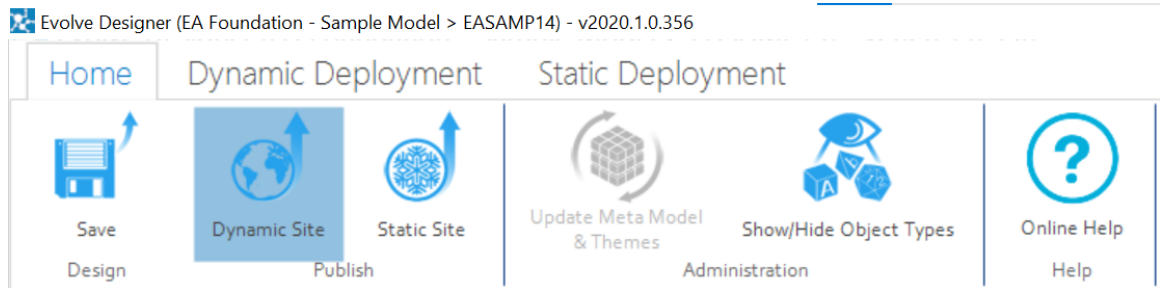 Evolve Designer (EA Foundation - Sample Model > EASAMP14) - v2020.1.0.356
Home Dynamic Deployment Static Deployment
Save
Dynamic Site
Static Site
Update Meta Model
& Themes
Show/Hide Object Types
Online Help
Design
Publish
Administration
Help